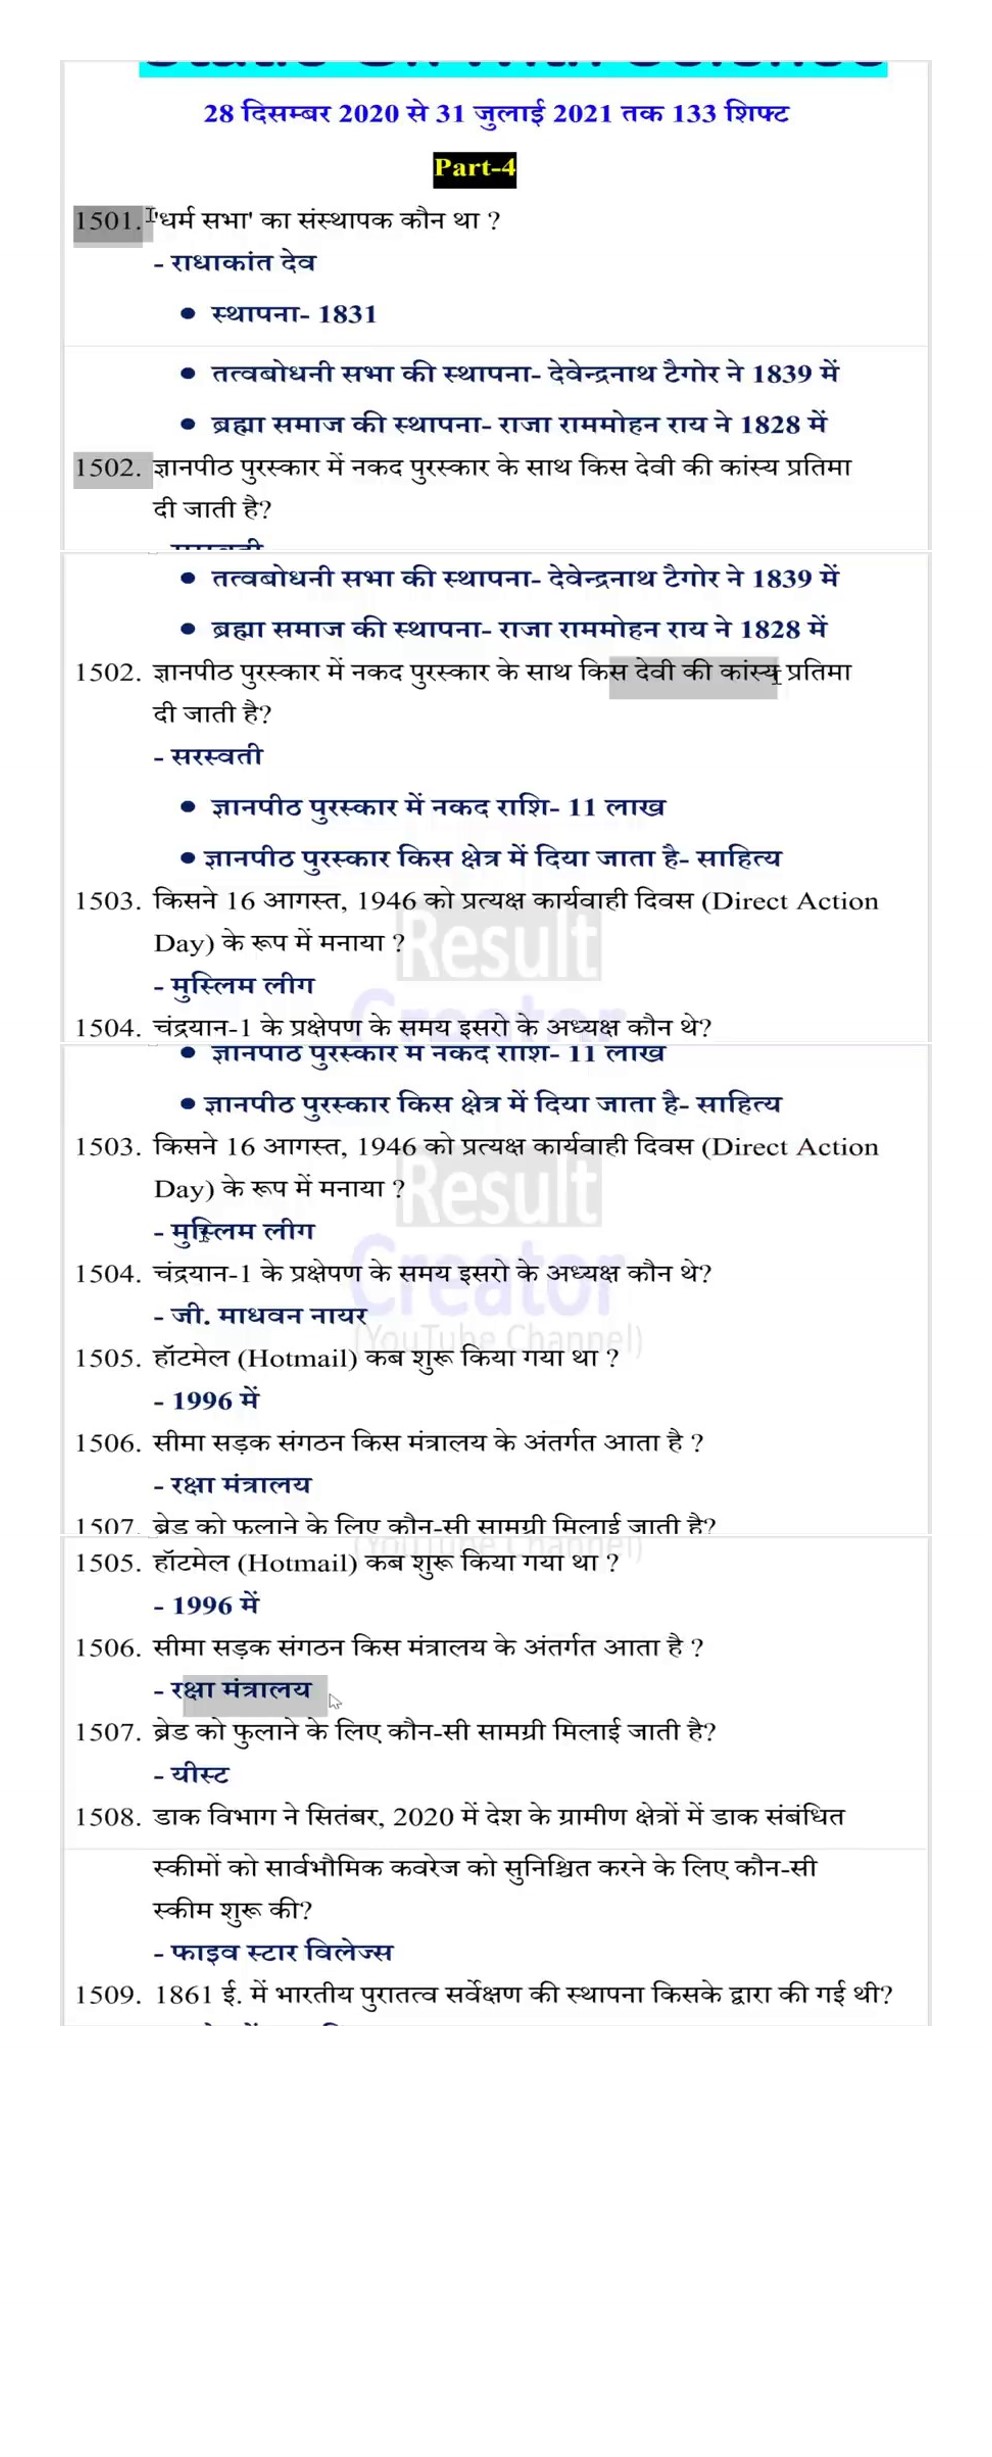 28 दिसम्बर 2020 से 31 जुलाई 2021 तक 133 शिफ्ट
Part-4
1501. 'धर्म सभा' का संस्थापक कौन था ?
- राधाकांत देव
● स्थापना- 1831
● तत्वबोधनी सभा की स्थापना- देवेन्द्रनाथ टैगोर ने 1839 में
● ब्रह्मा समाज की स्थापना- राजा राममोहन राय ने 1828 में
1502. ज्ञानपीठ पुरस्कार में नकद पुरस्कार के साथ किस देवी की कांस्य प्रतिमा
दी जाती है?
● तत्वबोधनी सभा की स्थापना- देवेन्द्रनाथ टैगोर ने 1839 में
● ब्रह्मा समाज की स्थापना- राजा राममोहन राय ने 1828 में
1502. ज्ञानपीठ पुरस्कार में नकद पुरस्कार के साथ किस देवी की कांस्य प्रतिमा
दी जाती है?
- सरस्वती
● ज्ञानपीठ पुरस्कार में नकद राशि- 11 लाख
● ज्ञानपीठ पुरस्कार किस क्षेत्र में दिया जाता है- साहित्य
1503. किसने 16 आगस्त, 1946 को प्रत्यक्ष कार्यवाही दिवस (Direct Action
Day) के रूप में मनाया ?
Result
- मुस्लिम लीग
Creator
1504. चंद्रयान-1 के प्रक्षेपण के समय इसरो के अध्यक्ष कौन थे?
● ज्ञानपीठ पुरस्कार में नकद राशि- 11 लाख
● ज्ञानपीठ पुरस्कार किस क्षेत्र में दिया जाता है- साहित्य
1503. किसने 16 आगस्त, 1946 को प्रत्यक्ष कार्यवाही दिवस (Direct Action
Day) के रूप में मनाया ?
Result
- मुस्लिम लीग
Creator
1504. चंद्रयान-1 के प्रक्षेपण के समय इसरो के अध्यक्ष कौन थे?
- जी. माधवन नायर
(YouTube Channel)
1505. हॉटमेल (Hotmail) कब शुरू किया गया था ?
- 1996 में
1506. सीमा सड़क संगठन किस मंत्रालय के अंतर्गत आता है ?
- रक्षा मंत्रालय
1507. ब्रेड को फुलाने के लिए कौन-सी सामग्री मिलाई जाती है?
(YouTube Channel)
1505. हॉटमेल (Hotmail) कब शुरू किया गया था ?
- 1996 में
1506. सीमा सड़क संगठन किस मंत्रालय के अंतर्गत आता है ?
- रक्षा मंत्रालय
1507. ब्रेड को फुलाने के लिए कौन-सी सामग्री मिलाई जाती है?
- यीस्ट
1508. डाक विभाग ने सितंबर, 2020 में देश के ग्रामीण क्षेत्रों में डाक संबंधित
स्कीमों को सार्वभौमिक कवरेज को सुनिश्चित करने के लिए कौन-सी
स्कीम शुरू की?
- फाइव स्टार विलेज्स
1509. 1861 ई. में भारतीय पुरातत्व सर्वेक्षण की स्थापना किसके द्वारा की गई थी?